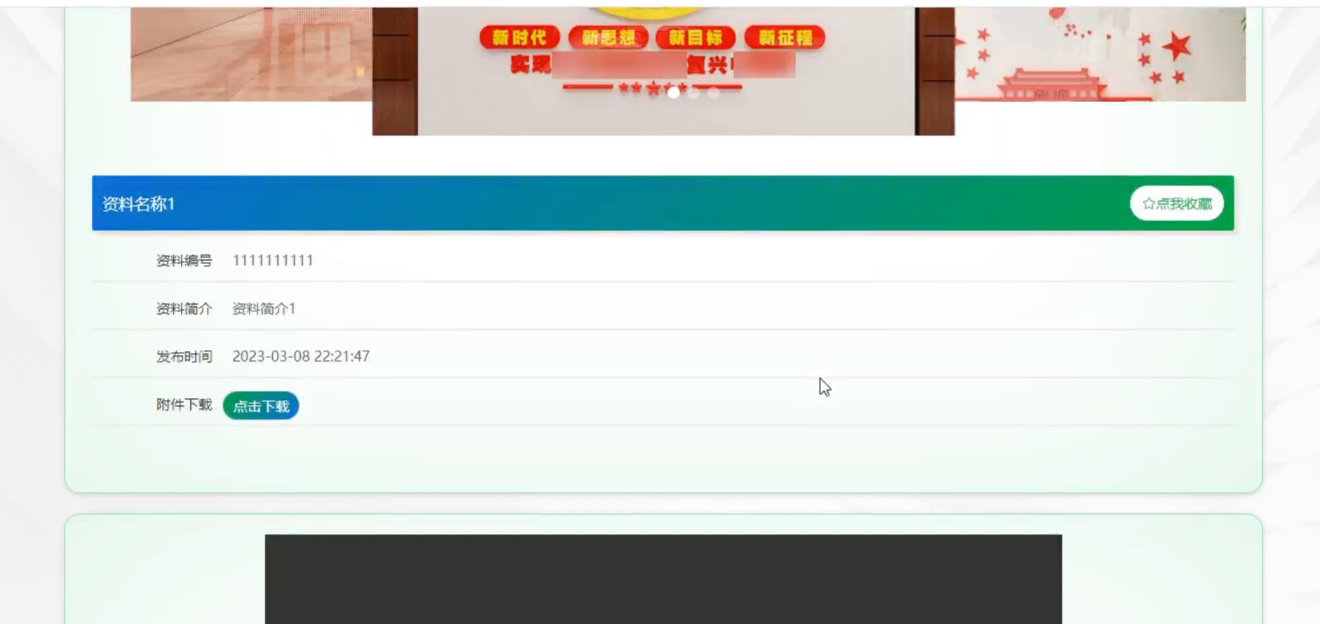 新时代 新思想 新目标 新征程
实现 复兴
资料名称1
☆点我收藏
资料编号 1111111111
资料简介 资料简介1
发布时间 2023-03-08 22:21:47
附件下载 点击下载